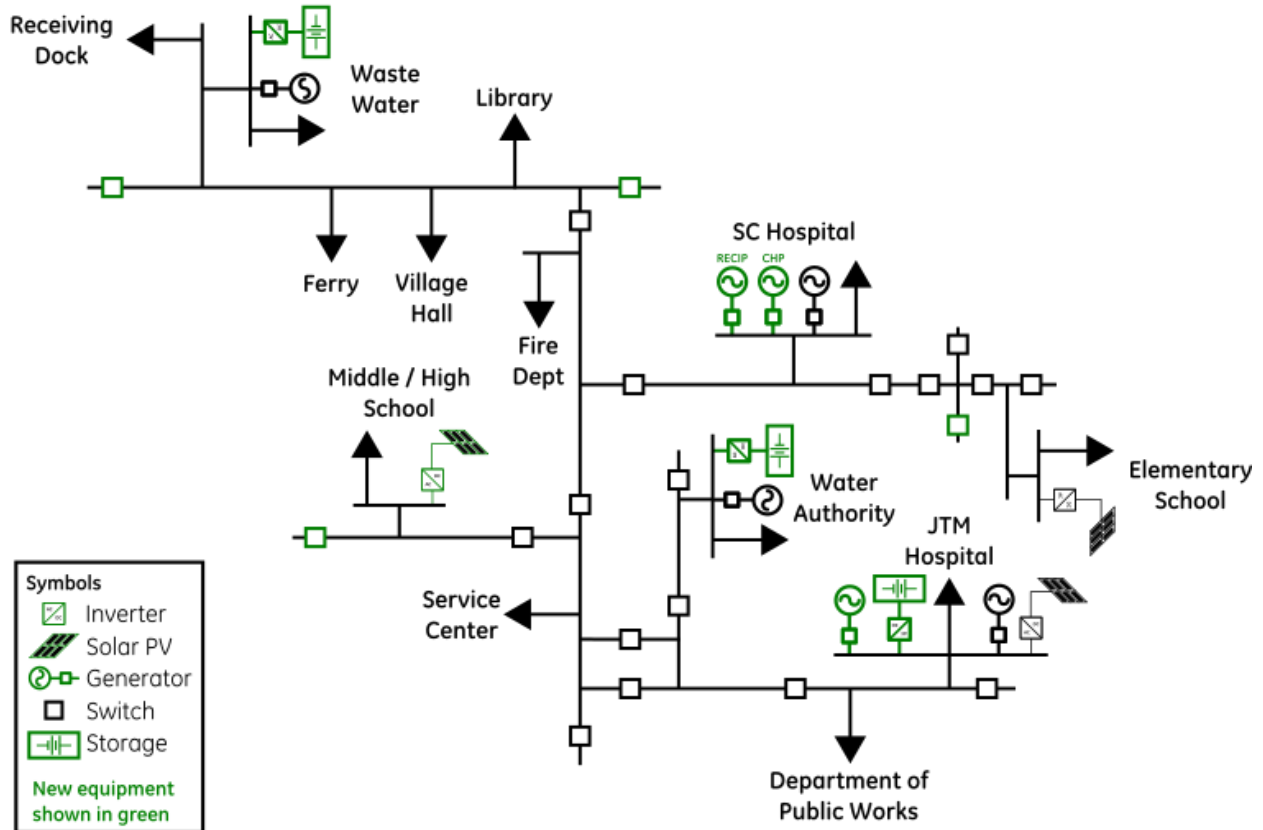 Receiving
Dock
Waste
Water
Library
Ferry
Village
Hall
Fire
Dept
SC Hospital
RECIP
CHP
Middle / High
School
Water
Authority
Elementary
School
JTM
Hospital
Service
Center
Department of
Public Works
Symbols
Inverter
Solar PV
Generator
Switch
Storage
New equipment
shown in green